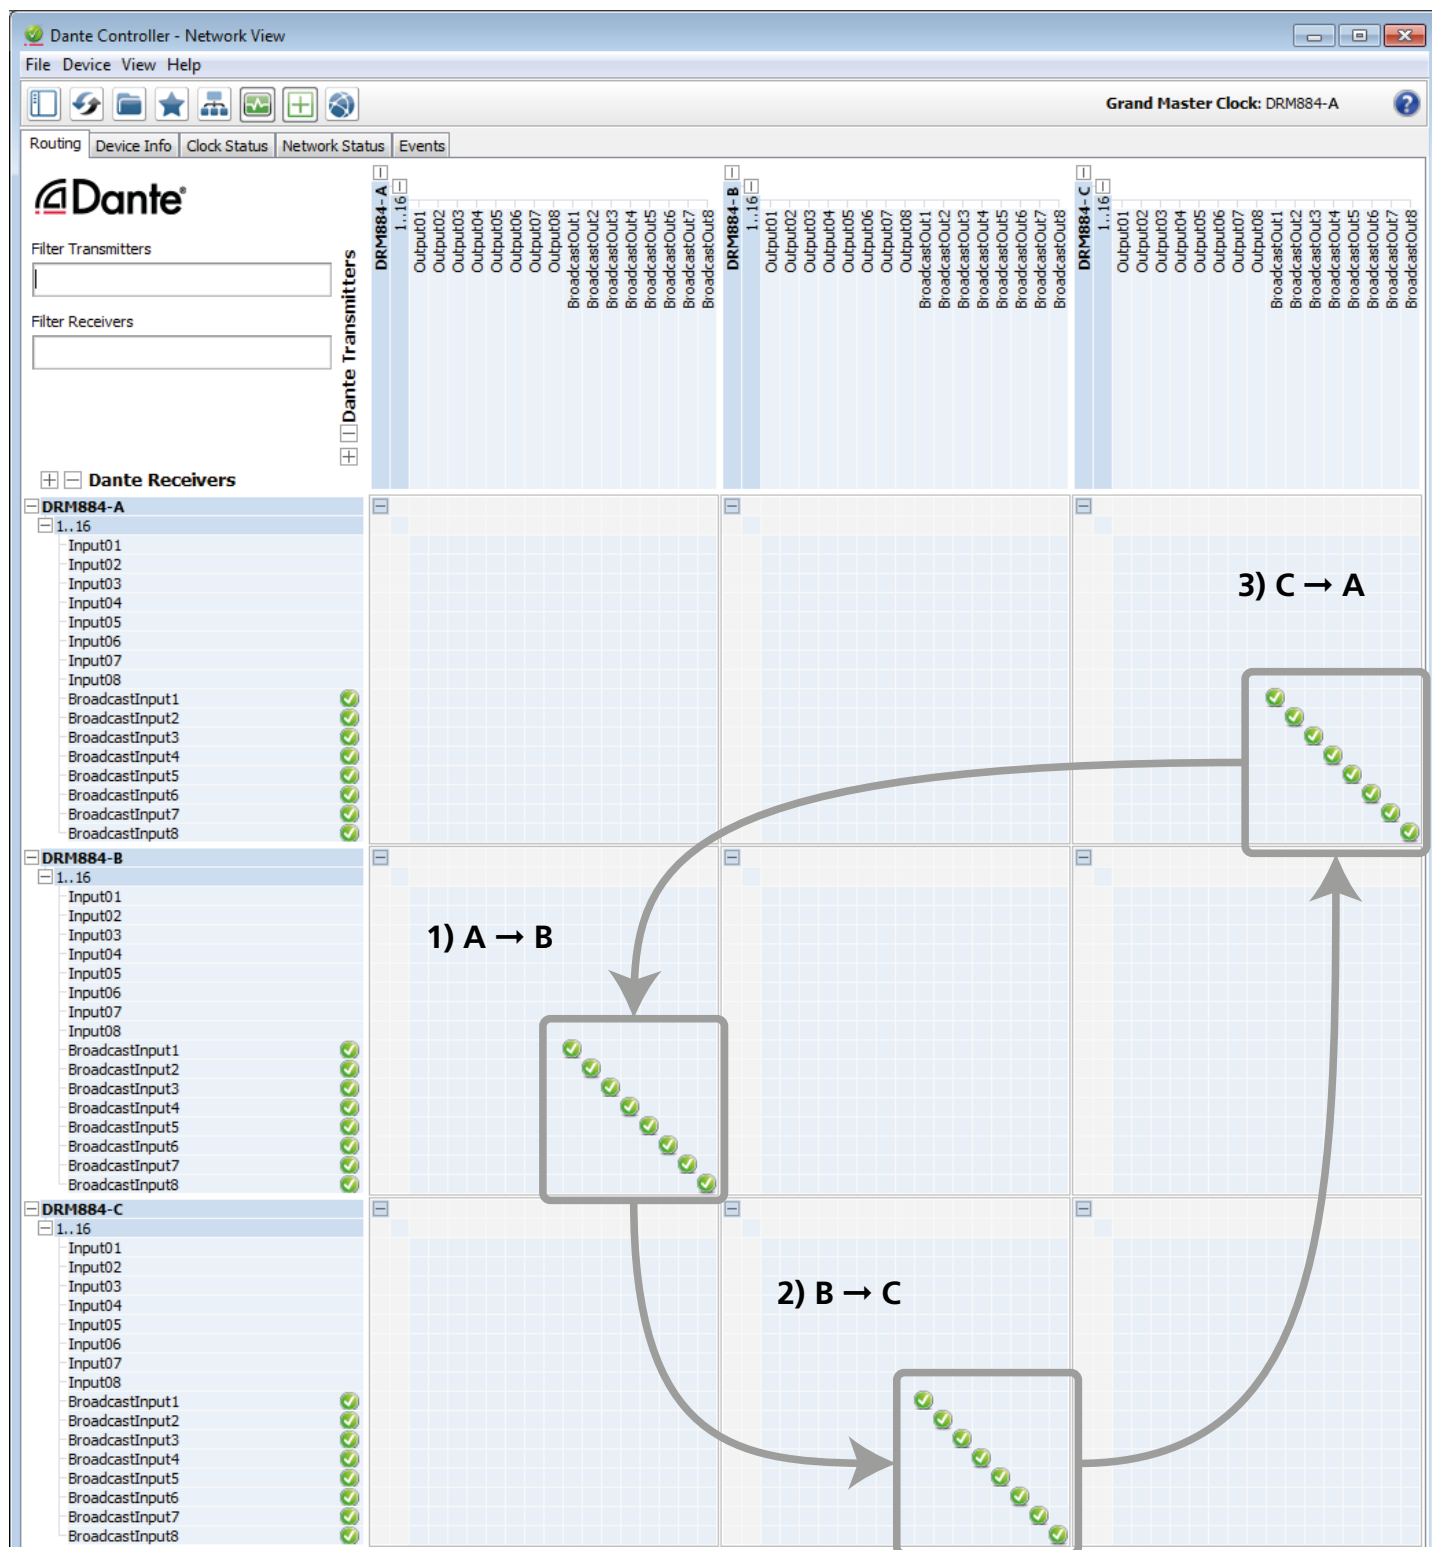 Dante Controller - Network View
File Device View Help
Grand Master Clock: DRM884-A
?
Routing Device Info Clock Status Network Status Events
Dante®
Filter Transmitters
Filter Receivers
Dante Transmitters
Dante Receivers
DRM884-A
1..16
Output01
Output02
Output03
Output04
Output05
Output06
Output07
Output08
BroadcastOut1
BroadcastOut2
BroadcastOut3
BroadcastOut4
BroadcastOut5
BroadcastOut6
BroadcastOut7
BroadcastOut8
DRM884-B
1..16
Output01
Output02
Output03
Output04
Output05
Output06
Output07
Output08
BroadcastOut1
BroadcastOut2
BroadcastOut3
BroadcastOut4
BroadcastOut5
BroadcastOut6
BroadcastOut7
BroadcastOut8
DRM884-C
1..16
Output01
Output02
Output03
Output04
Output05
Output06
Output07
Output08
BroadcastOut1
BroadcastOut2
BroadcastOut3
BroadcastOut4
BroadcastOut5
BroadcastOut6
BroadcastOut7
BroadcastOut8
DRM884-A
1..16
Input01
Input02
Input03
Input04
Input05
Input06
Input07
Input08
BroadcastInput1
BroadcastInput2
BroadcastInput3
BroadcastInput4
BroadcastInput5
BroadcastInput6
BroadcastInput7
BroadcastInput8
3) C → A
DRM884-B
1..16
Input01
Input02
Input03
Input04
Input05
Input06
Input07
Input08
BroadcastInput1
BroadcastInput2
BroadcastInput3
BroadcastInput4
BroadcastInput5
BroadcastInput6
BroadcastInput7
BroadcastInput8
1) A → B
DRM884-C
1..16
Input01
Input02
Input03
Input04
Input05
Input06
Input07
Input08
BroadcastInput1
BroadcastInput2
BroadcastInput3
BroadcastInput4
BroadcastInput5
BroadcastInput6
BroadcastInput7
BroadcastInput8
2) B → C